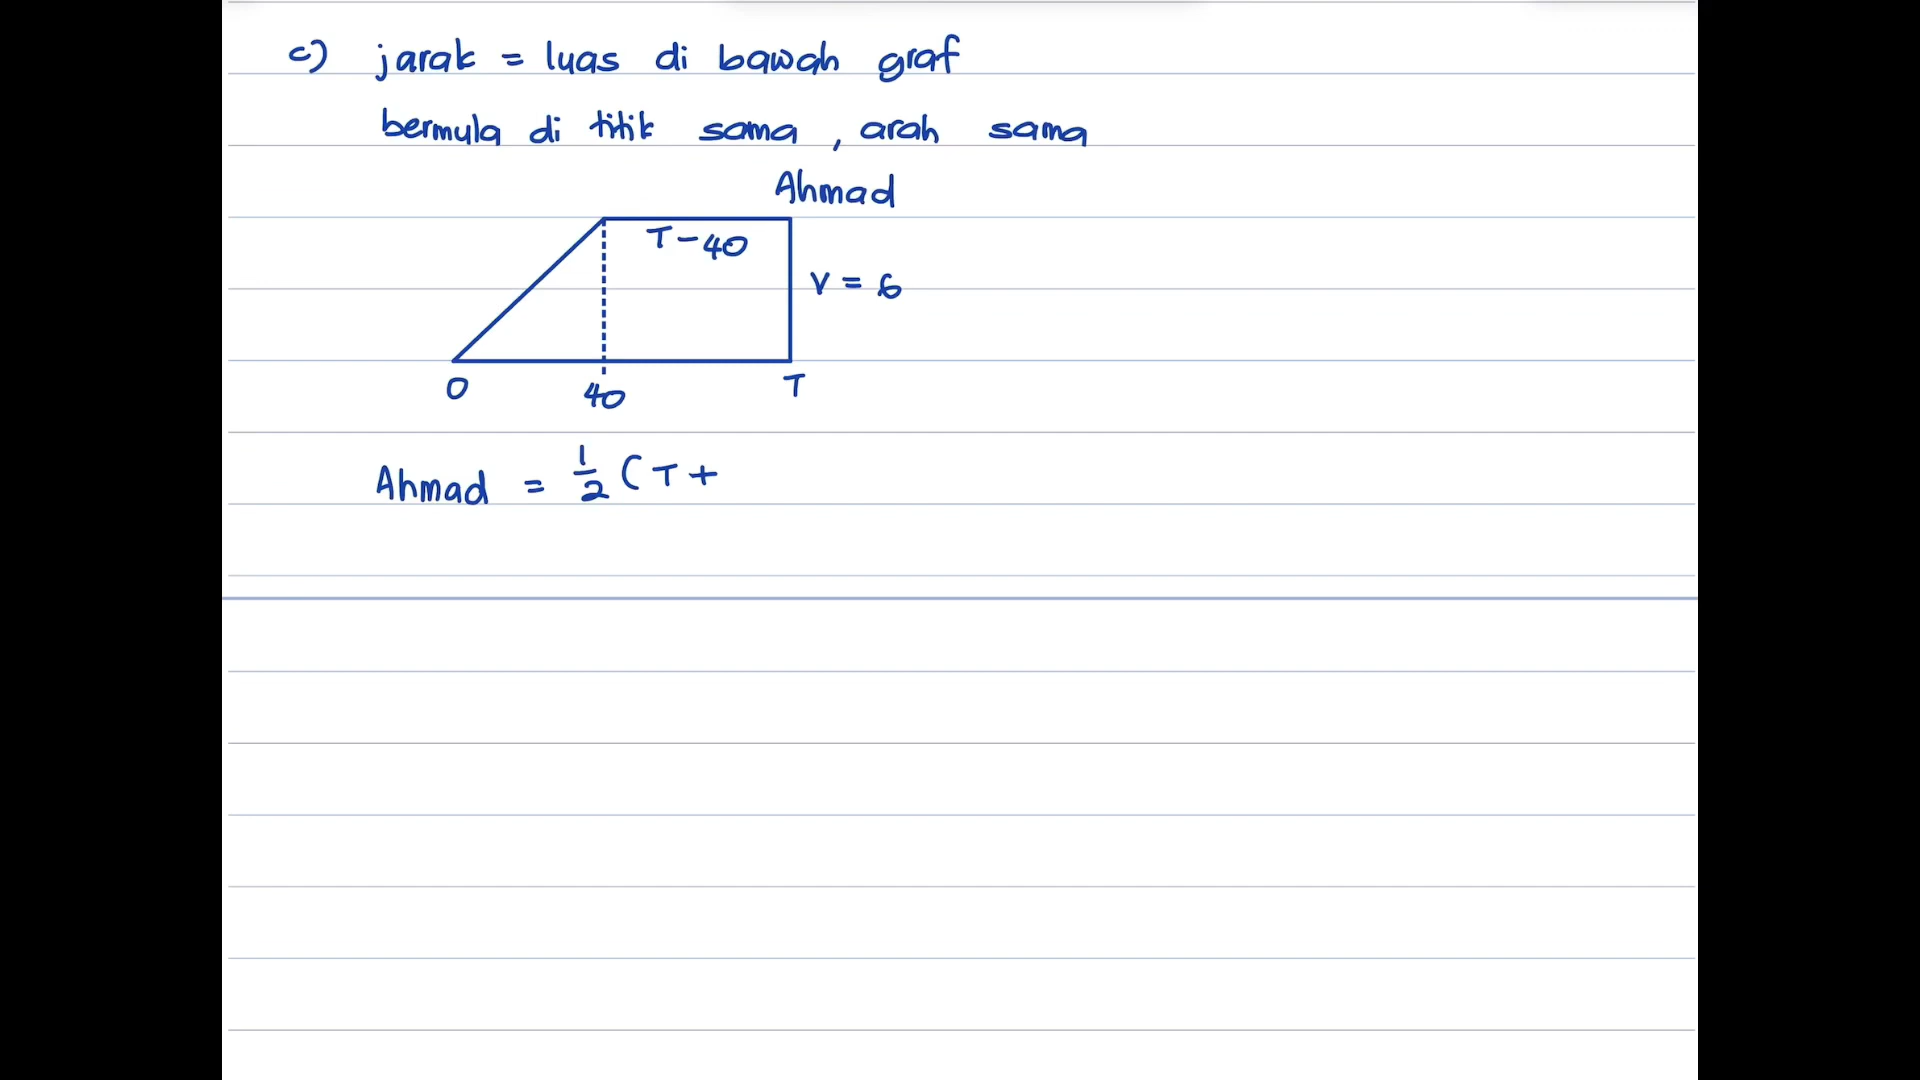 c) jarak = luas di bawah graf
bermula di titik sama , arah sama
Ahmad
T - 40
v = 6
0 40 T
Ahmad = 1/2 ( T +